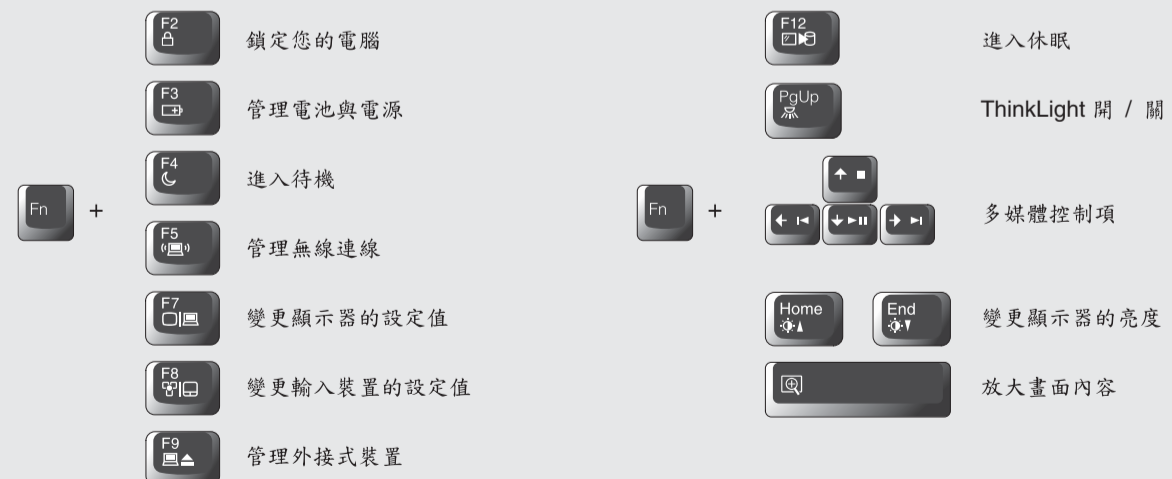 Fn +
F2 鎖定您的電腦
F3 管理電池與電源
F4 進入待機
F5 管理無線連線
F7 變更顯示器的設定值
F8 變更輸入裝置的設定值
F9 管理外接式裝置
Fn +
F12 進入休眠
PgUp ThinkLight 開 / 關
多媒體控制項
Home End 變更顯示器的亮度
放大畫面內容